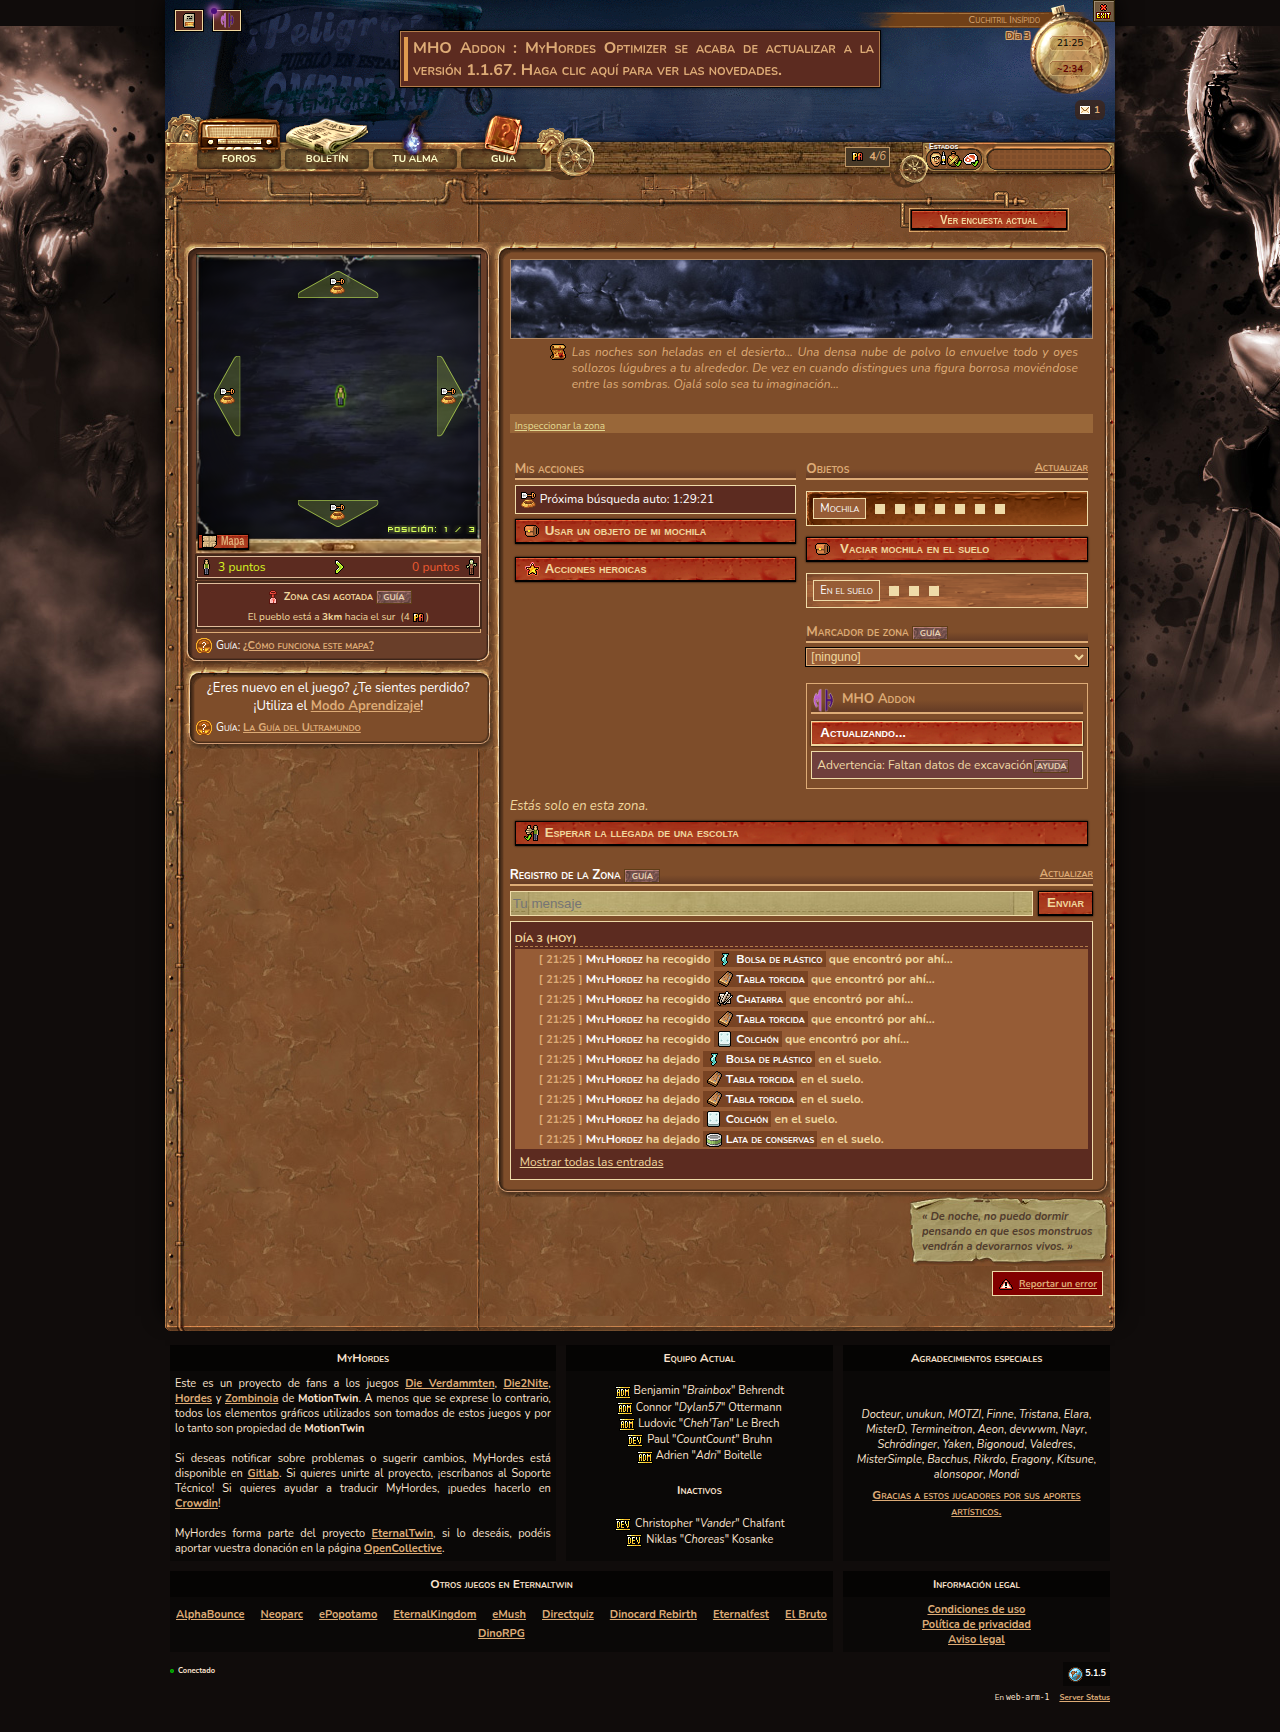 Cuchitril Insípido
Día 3
EXIT
21:25
~2:34
MHO Addon : MyHordes Optimizer se acaba de actualizar a la
versión 1.1.67. Haga clic aquí para ver las novedades.
1
FOROS
BOLETÍN
TU ALMA
GUIA
PA 4/6
Estados
Ver encuesta actual
Posición: 1 / 3
Mapa
3 puntos
0 puntos
Zona casi agotada GUÍA
El pueblo está a 3km hacia el sur (4 PA)
Guía: ¿Cómo funciona este mapa?
¿Eres nuevo en el juego? ¿Te sientes perdido?
¡Utiliza el Modo Aprendizaje!
Guía: La Guía del Ultramundo
Las noches son heladas en el desierto... Una densa nube de polvo lo envuelve todo y oyes
sollozos lúgubres a tu alrededor. De vez en cuando distingues una figura borrosa moviéndose
entre las sombras. Ojalá solo sea tu imaginación...
Inspeccionar la zona
Mis acciones
Próxima búsqueda auto: 1:29:21
Usar un objeto de mi mochila
Acciones heroicas
Objetos
Actualizar
Mochila
Vaciar mochila en el suelo
En el suelo
Marcador de zona GUÍA
[ninguno]
MHO Addon
Actualizando...
Advertencia: Faltan datos de excavación AYUDA
Estás solo en esta zona.
Esperar la llegada de una escolta
Registro de la Zona GUÍA
Actualizar
Tu mensaje
Enviar
DÍA 3 (HOY)
[ 21:25 ] MylHordez ha recogido Bolsa de plástico que encontró por ahí...
[ 21:25 ] MylHordez ha recogido Tabla torcida que encontró por ahí...
[ 21:25 ] MylHordez ha recogido Chatarra que encontró por ahí...
[ 21:25 ] MylHordez ha recogido Tabla torcida que encontró por ahí...
[ 21:25 ] MylHordez ha recogido Colchón que encontró por ahí...
[ 21:25 ] MylHordez ha dejado Bolsa de plástico en el suelo.
[ 21:25 ] MylHordez ha dejado Tabla torcida en el suelo.
[ 21:25 ] MylHordez ha dejado Tabla torcida en el suelo.
[ 21:25 ] MylHordez ha dejado Colchón en el suelo.
[ 21:25 ] MylHordez ha dejado Lata de conservas en el suelo.
Mostrar todas las entradas
« De noche, no puedo dormir
pensando en que esos monstruos
vendrán a devorarnos vivos. »
Reportar un error
MyHordes
Este es un proyecto de fans a los juegos Die Verdammten, Die2Nite,
Hordes y Zombinoia de MotionTwin. A menos que se exprese lo contrario,
todos los elementos gráficos utilizados son tomados de estos juegos y por
lo tanto son propiedad de MotionTwin
Si deseas notificar sobre problemas o sugerir cambios, MyHordes está
disponible en Gitlab. Si quieres unirte al proyecto, ¡escríbanos al Soporte
Técnico! Si quieres ayudar a traducir MyHordes, ¡puedes hacerlo en
Crowdin!
MyHordes forma parte del proyecto EternalTwin, si lo deseáis, podéis
aportar vuestra donación en la página OpenCollective.
Equipo Actual
ADM Benjamin "Brainbox" Behrendt
ADM Connor "Dylan57" Ottermann
ADM Ludovic "Cheh'Tan" Le Brech
DEV Paul "CountCount" Bruhn
ADM Adrien "Adri" Boitelle
Inactivos
DEV Christopher "Vander" Chalfant
DEV Niklas "Choreas" Kosanke
Agradecimientos especiales
Docteur, unukun, MOTZI, Finne, Tristana, Elara,
MisterD, Termineitron, Aeon, devwwm, Nayr,
Schrödinger, Yaken, Bigonoud, Valedres,
MisterSimple, Bacchus, Rikrdo, Eragony, Kitsune,
alonsopor, Mondi
Gracias a estos jugadores por sus aportes
artísticos.
Otros juegos en Eternaltwin
AlphaBounce Neoparc ePopotamo EternalKingdom eMush Directquiz Dinocard Rebirth Eternalfest El Bruto
DinoRPG
Información legal
Condiciones de uso
Política de privacidad
Aviso legal
Conectado
5.1.5
En web-arm-1 Server Status